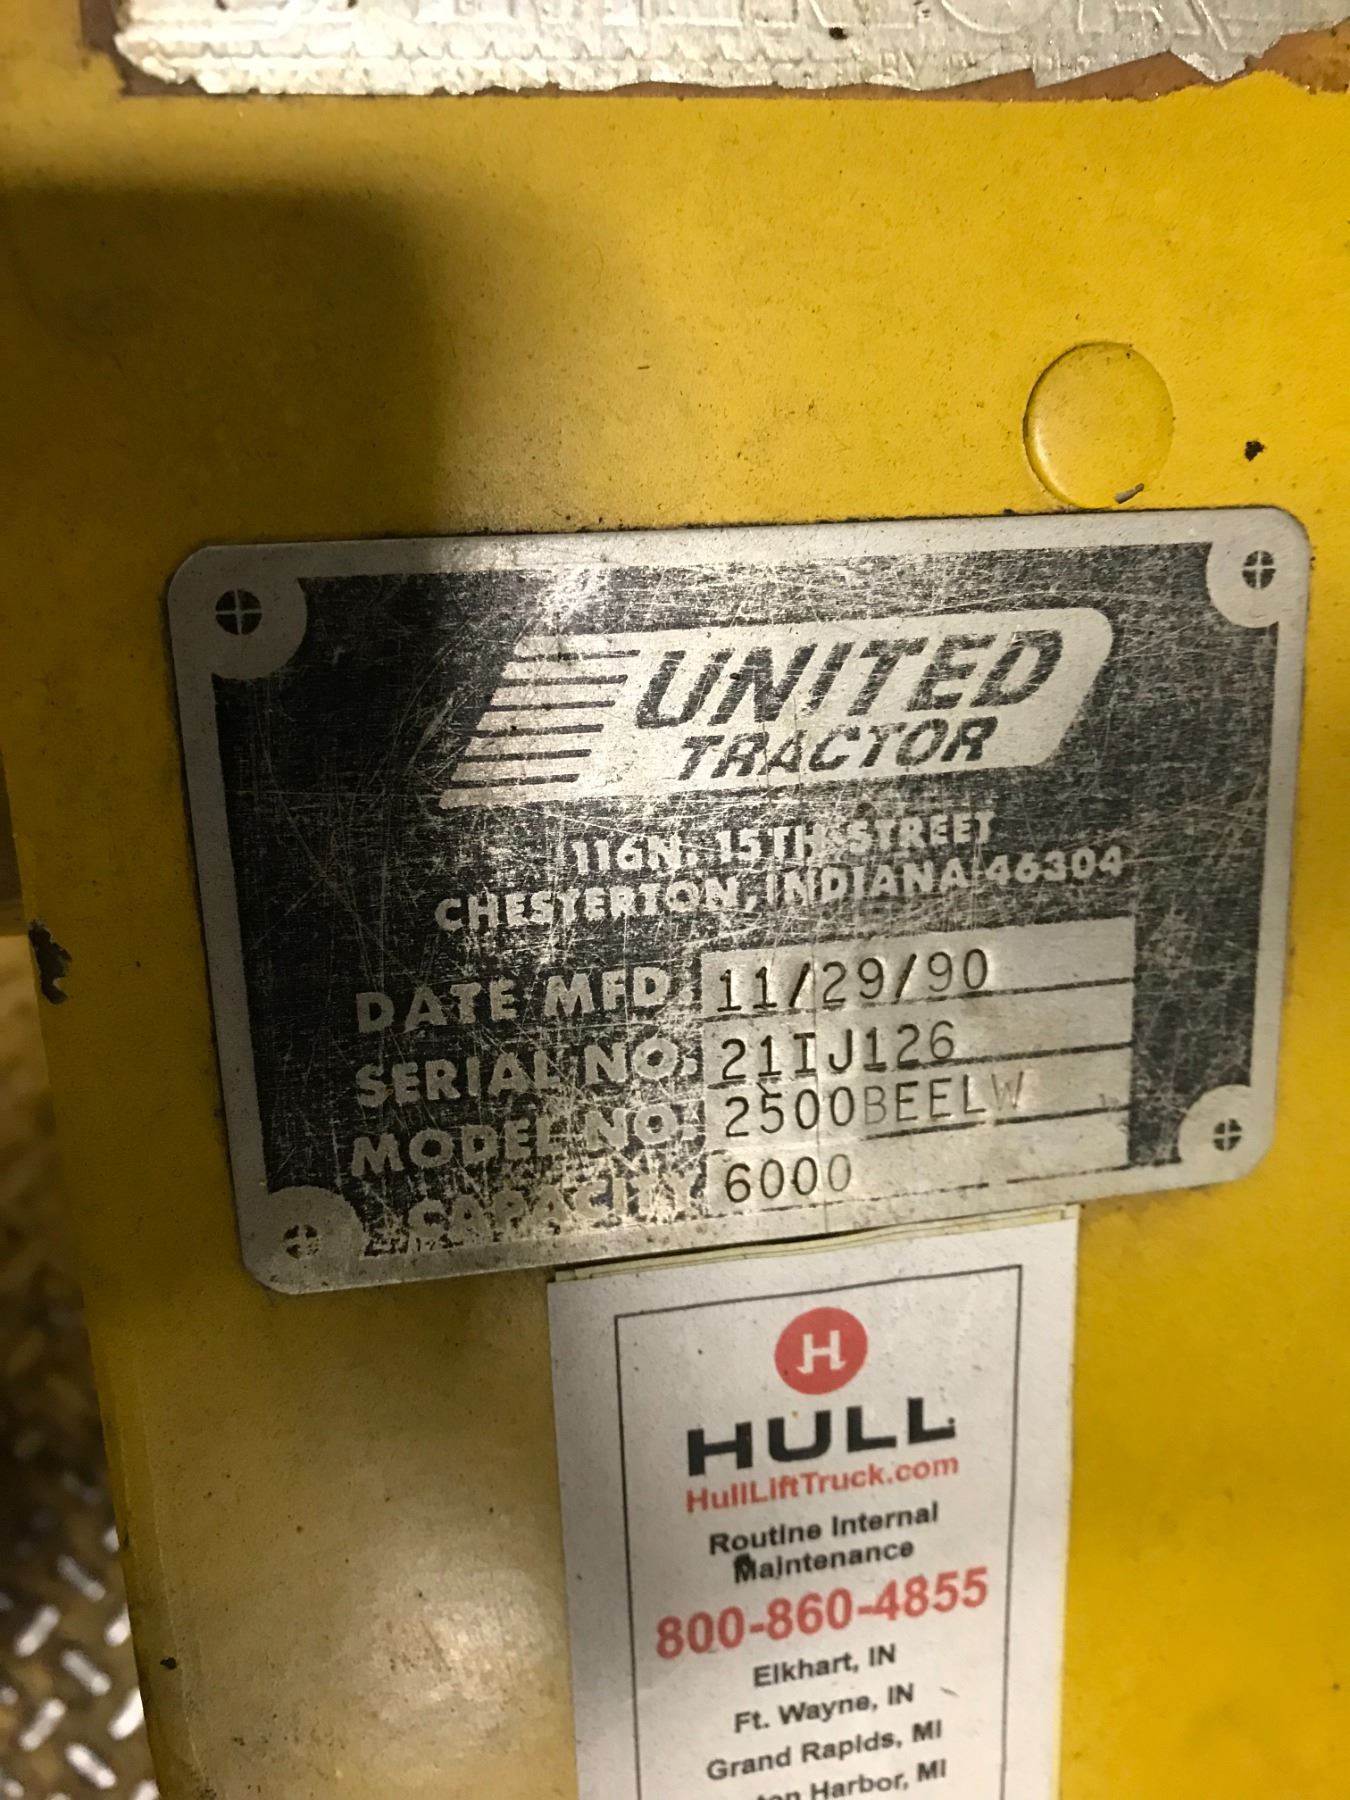 UNITED
TRACTOR
116 N. 15TH STREET
CHESTERTON, INDIANA 46304
DATE MFD. 11/29/90
SERIAL NO. 21IJ126
MODEL NO. 2500BEELW
CAPACITY 6000
H
HULL
HullLiftTruck.com
Routine Internal
Maintenance
800-860-4855
Elkhart, IN
Ft. Wayne, IN
Grand Rapids, MI
Harbor, MI